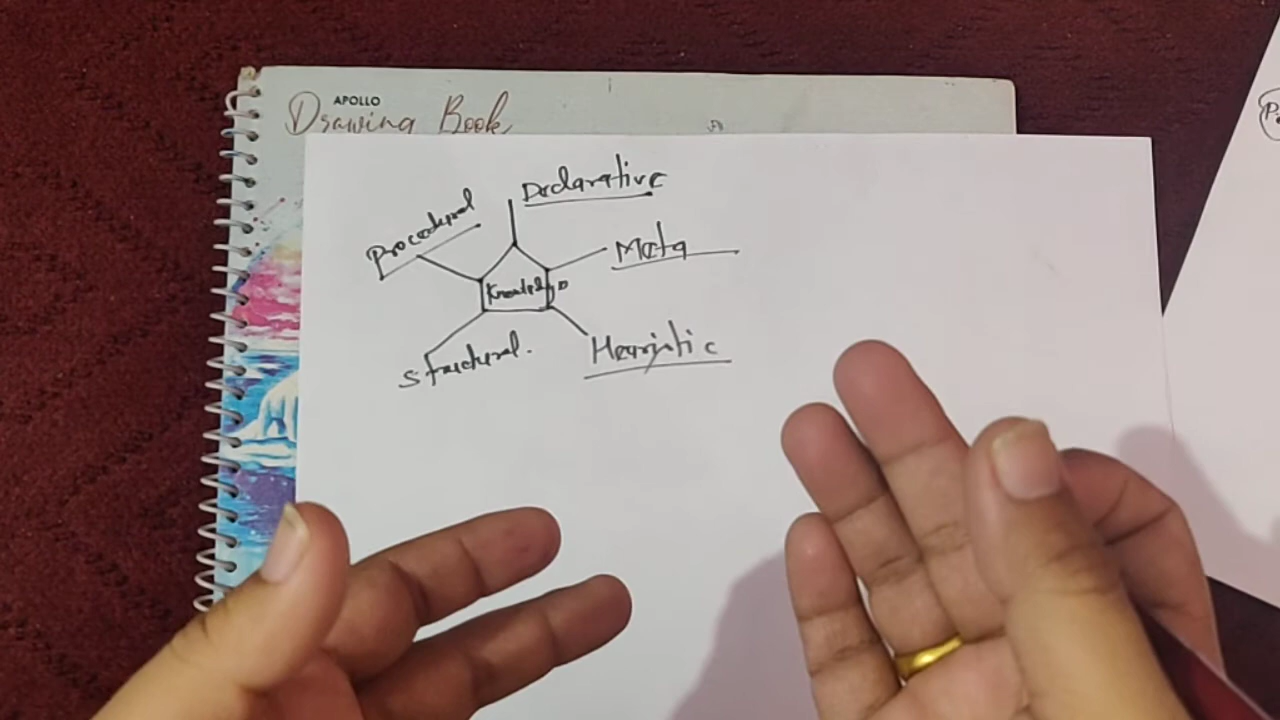 APOLLO
Drawing Book
Declarative
Procedural
Meta
Knowledge
Heuristic
Structural.